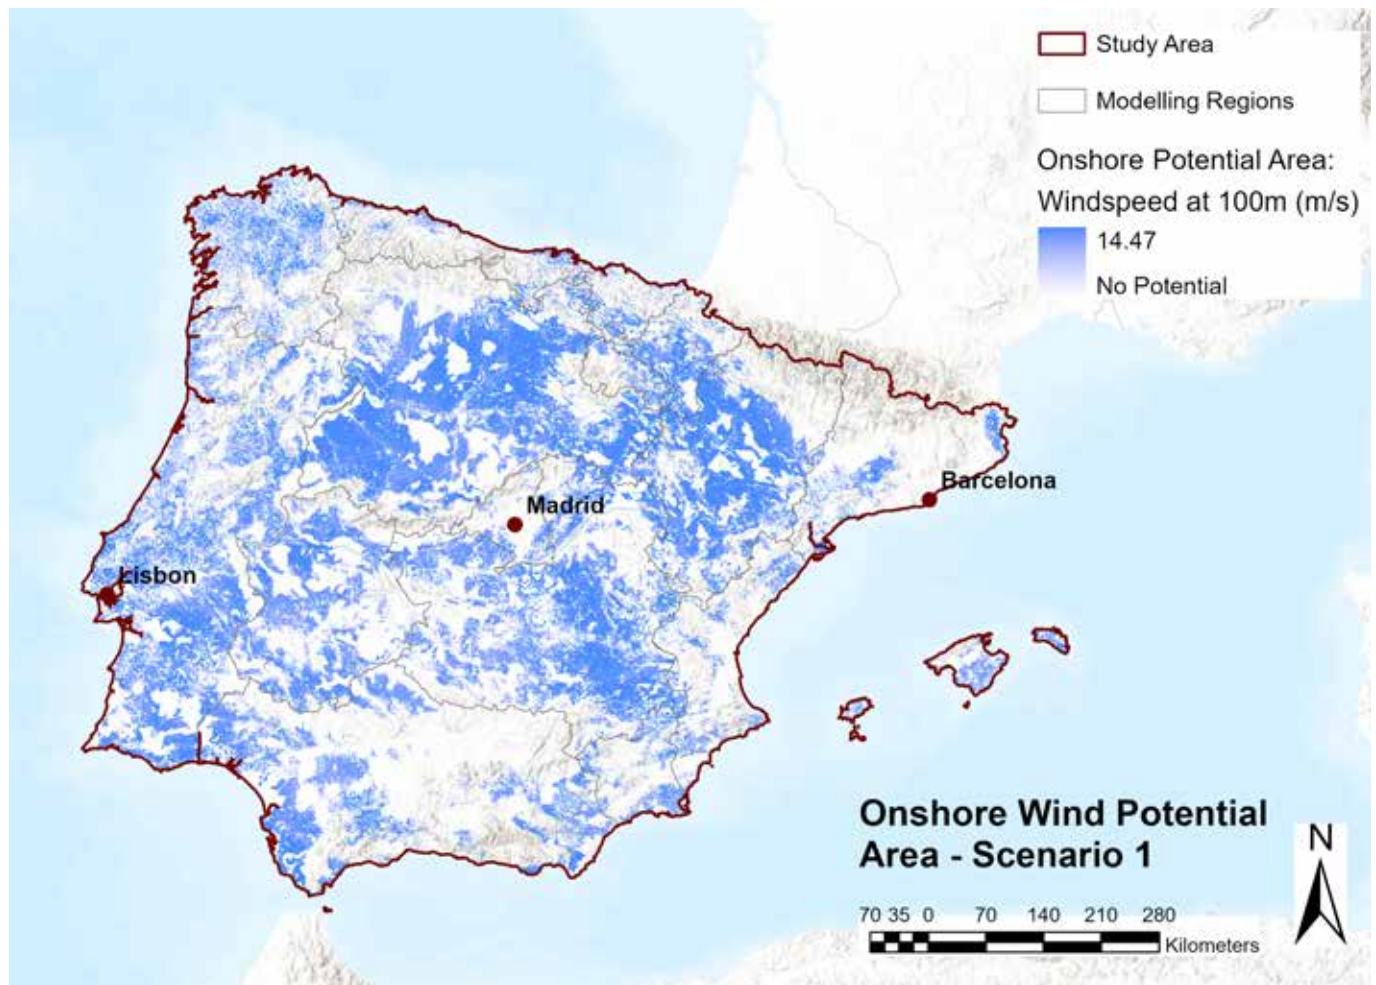 Study Area
Modelling Regions
Onshore Potential Area:
Windspeed at 100m (m/s)
14.47
No Potential
Barcelona
Madrid
Lisbon
Onshore Wind Potential
Area - Scenario 1
N
70 35 0 70 140 210 280
Kilometers